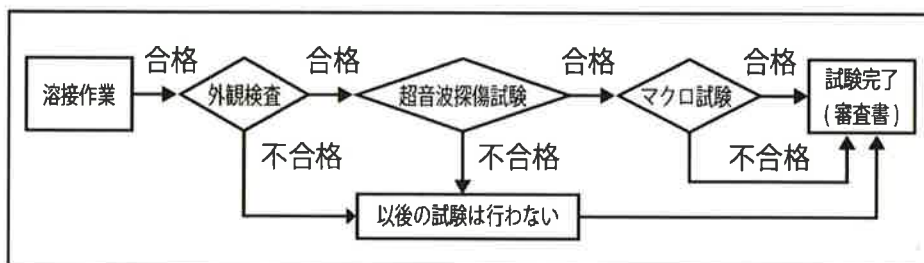 溶接作業
合格
外観検査
合格
超音波探傷試験
合格
マクロ試験
合格
試験完了
(審査書)
不合格
不合格
不合格
以後の試験は行わない